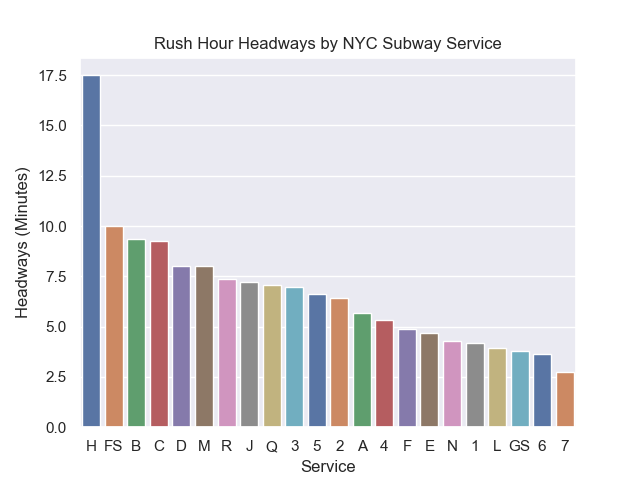 Rush Hour Headways by NYC Subway Service
Headways (Minutes)
17.5
15.0
12.5
10.0
7.5
5.0
2.5
0.0
H FS B C D M R J Q 3 5 2 A 4 F E N 1 L GS 6 7
Service